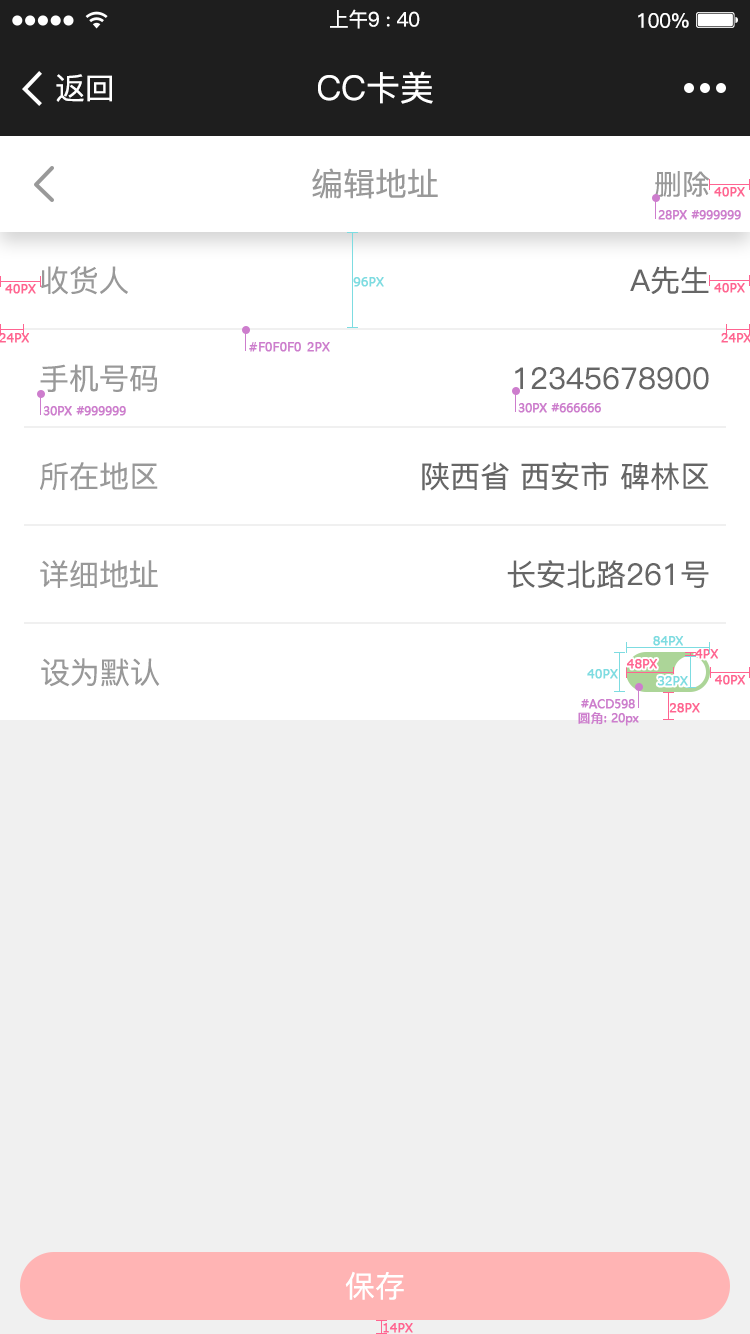 上午9 : 40
100%
返回
CC卡美
编辑地址
删除
40PX
28PX #999999
收货人
A先生
40PX
96PX
40PX
24PX
24PX
#F0F0F0 2PX
手机号码
12345678900
30PX #999999
30PX #666666
所在地区
陕西省 西安市 碑林区
详细地址
长安北路261号
设为默认
84PX
4PX
48PX
40PX
32PX
40PX
#ACD598
圆角: 20px
28PX
保存
14PX